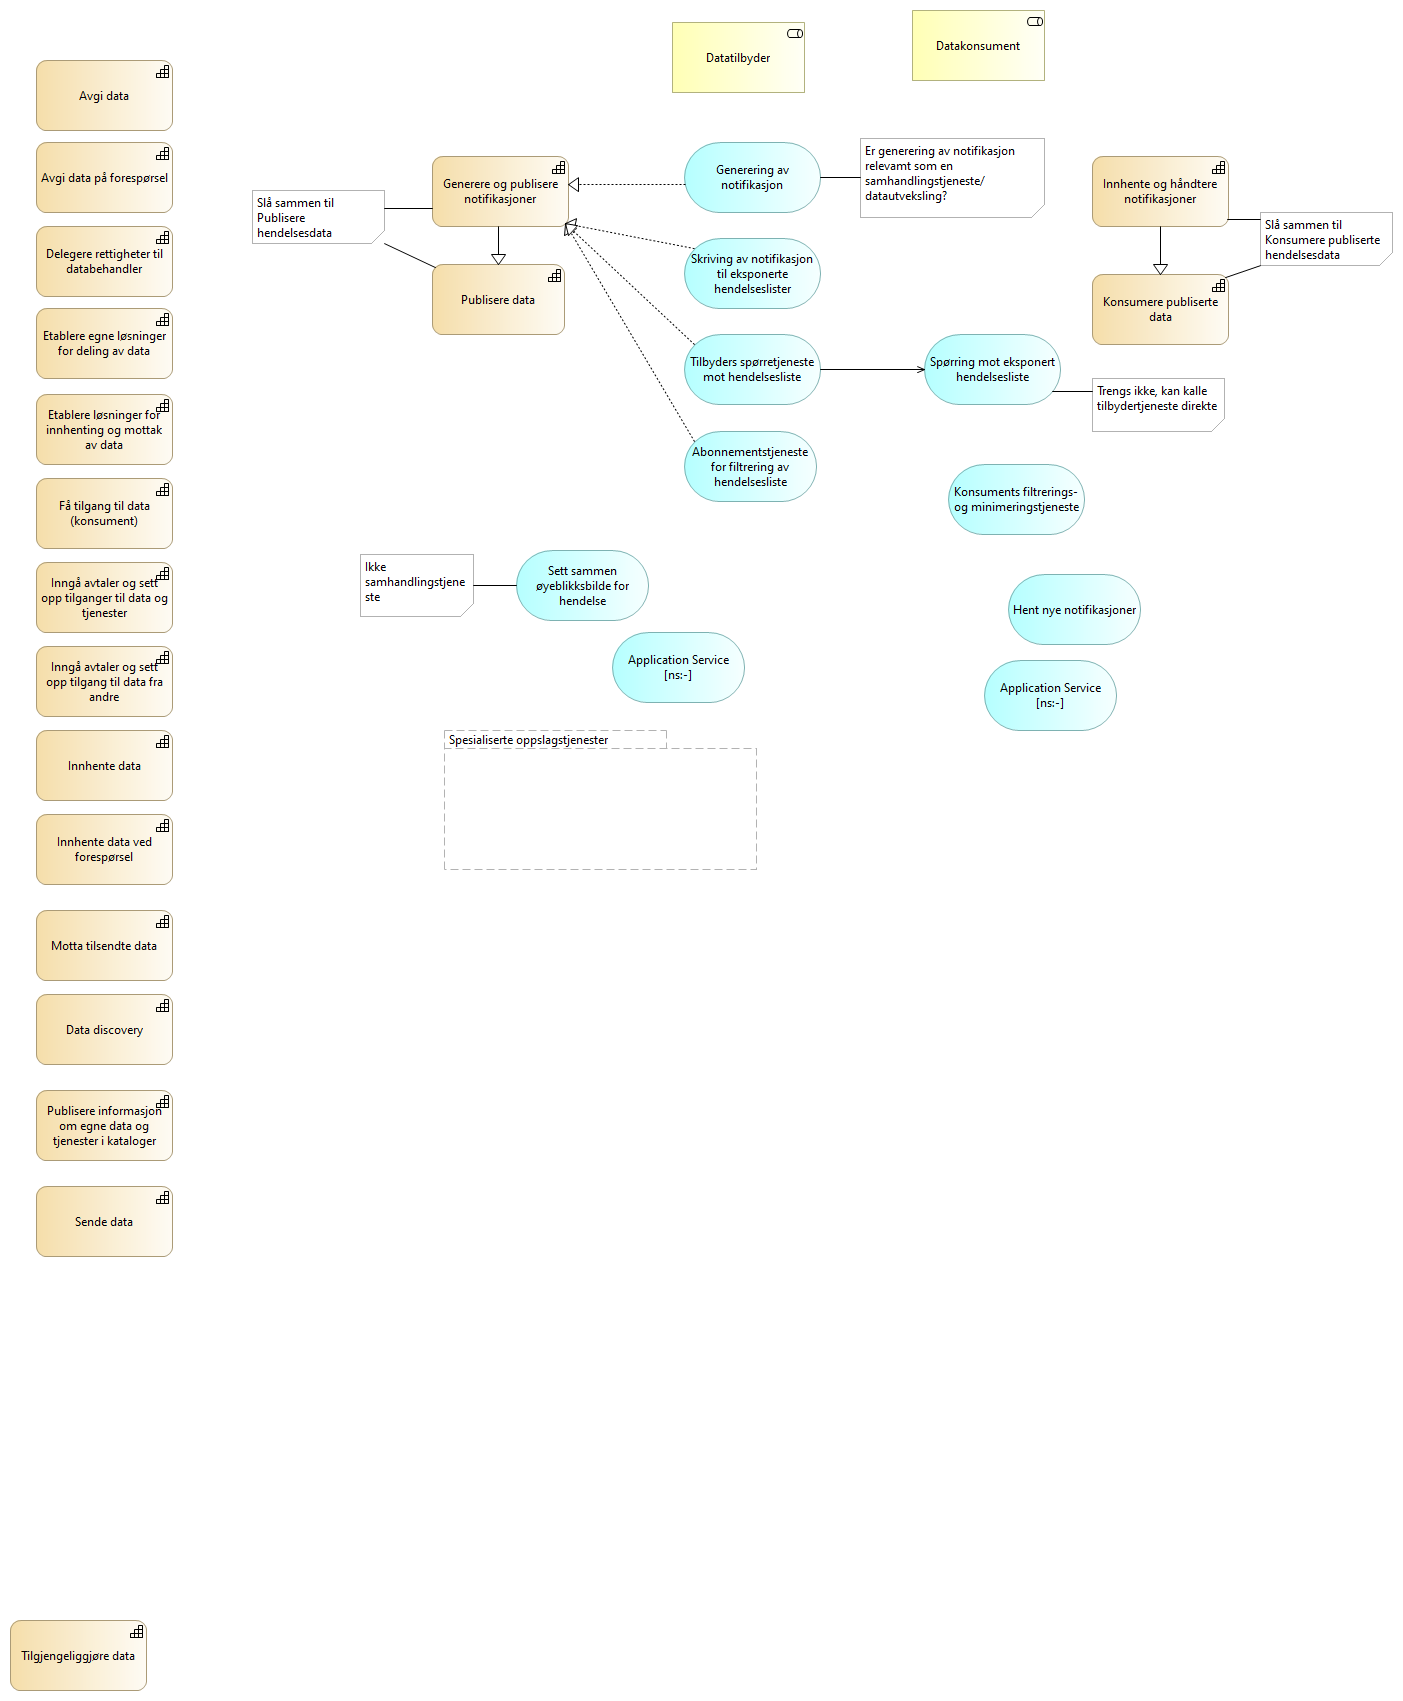 Datatilbyder
Datakonsument
Avgi data
Avgi data på forespørsel
Delegere rettigheter til
databehandler
Etablere egne løsninger
for deling av data
Etablere løsninger for
innhenting og mottak
av data
Få tilgang til data
(konsument)
Inngå avtaler og sett
opp tilganger til data og
tjenester
Inngå avtaler og sett
opp tilgang til data fra
andre
Innhente data
Innhente data ved
forespørsel
Motta tilsendte data
Data discovery
Publisere informasjon
om egne data og
tjenester i kataloger
Sende data
Tilgjengeliggjøre data
Slå sammen til
Publisere
hendelsesdata
Generere og publisere
notifikasjoner
Publisere data
Generering av
notifikasjon
Er generering av notifikasjon
relevamt som en
samhandlingstjeneste/
datautveksling?
Skriving av notifikasjon
til eksponerte
hendelseslister
Tilbyders spørretjeneste
mot hendelsesliste
Abonnementstjeneste
for filtrering av
hendelsesliste
Spørring mot eksponert
hendelsesliste
Trengs ikke, kan kalle
tilbydertjeneste direkte
Innhente og håndtere
notifikasjoner
Slå sammen til
Konsumere publiserte
hendelsesdata
Konsumere publiserte
data
Konsuments filtrerings-
og minimeringstjeneste
Ikke
samhandlingstjene
ste
Sett sammen
øyeblikksbilde for
hendelse
Hent nye notifikasjoner
Application Service
[ns:-]
Application Service
[ns:-]
Spesialiserte oppslagstjenester